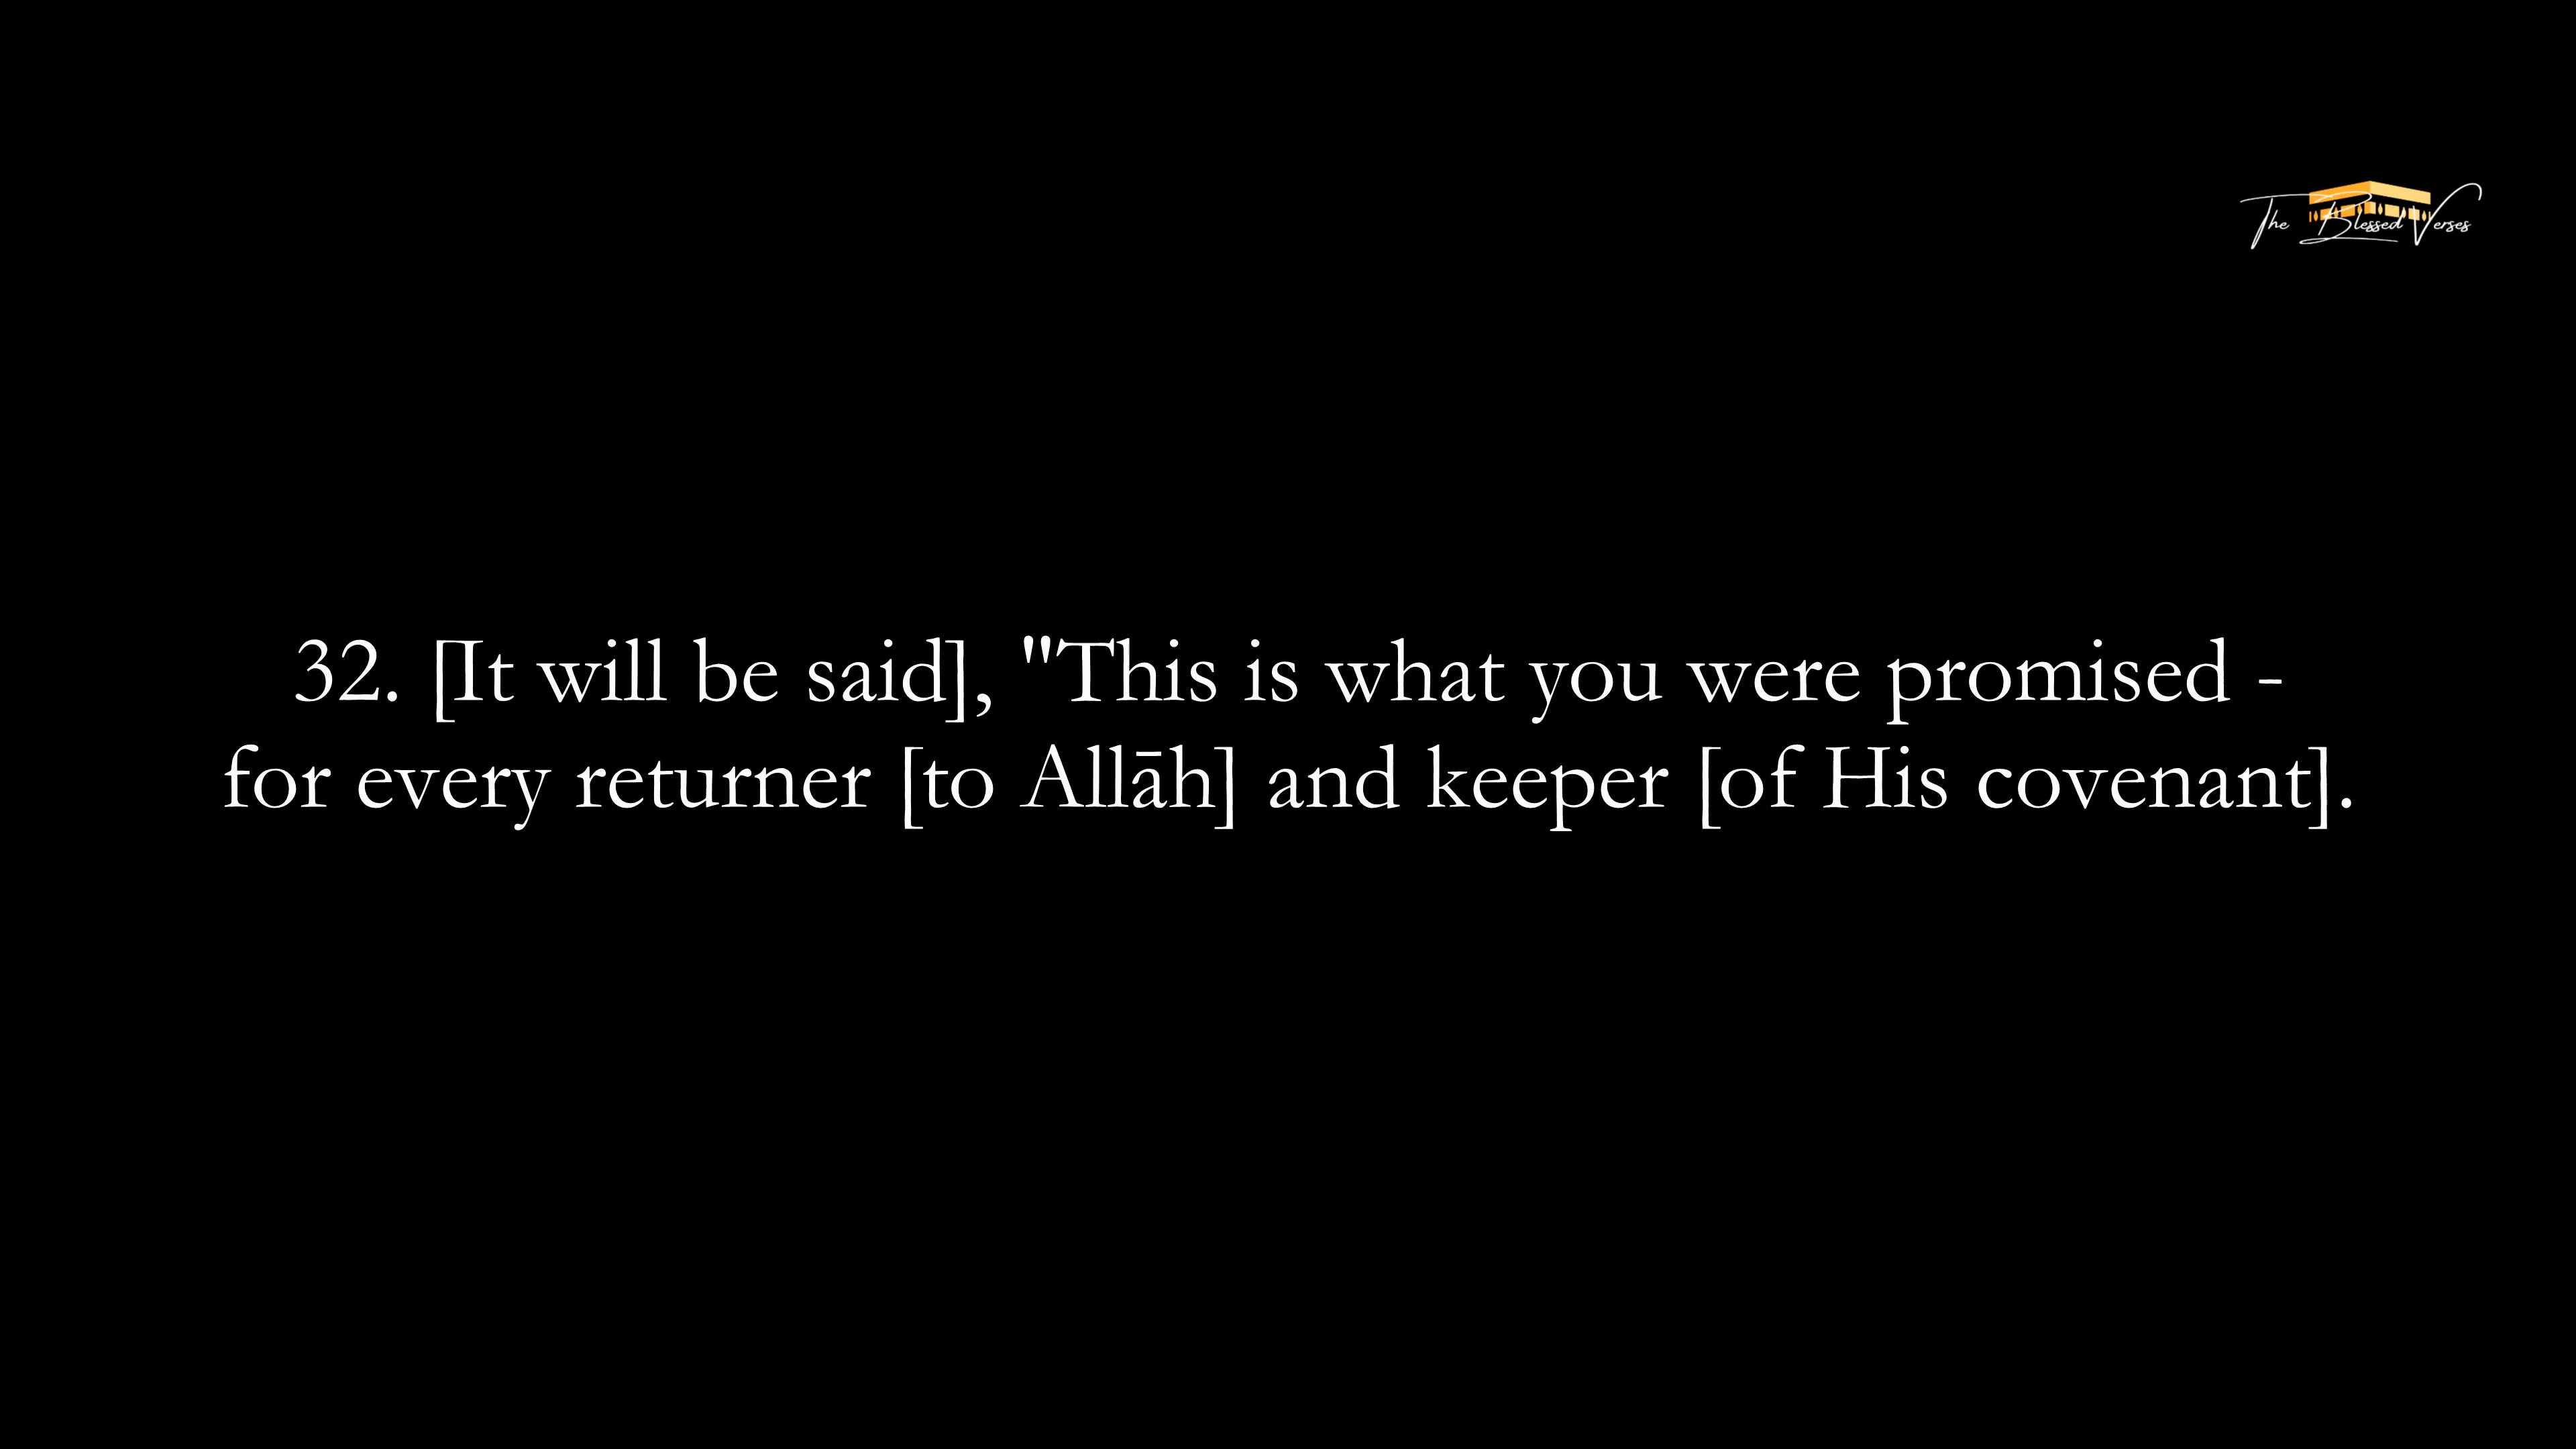 The Blessed Verses
32. [It will be said], "This is what you were promised -
for every returner [to Allāh] and keeper [of His covenant].